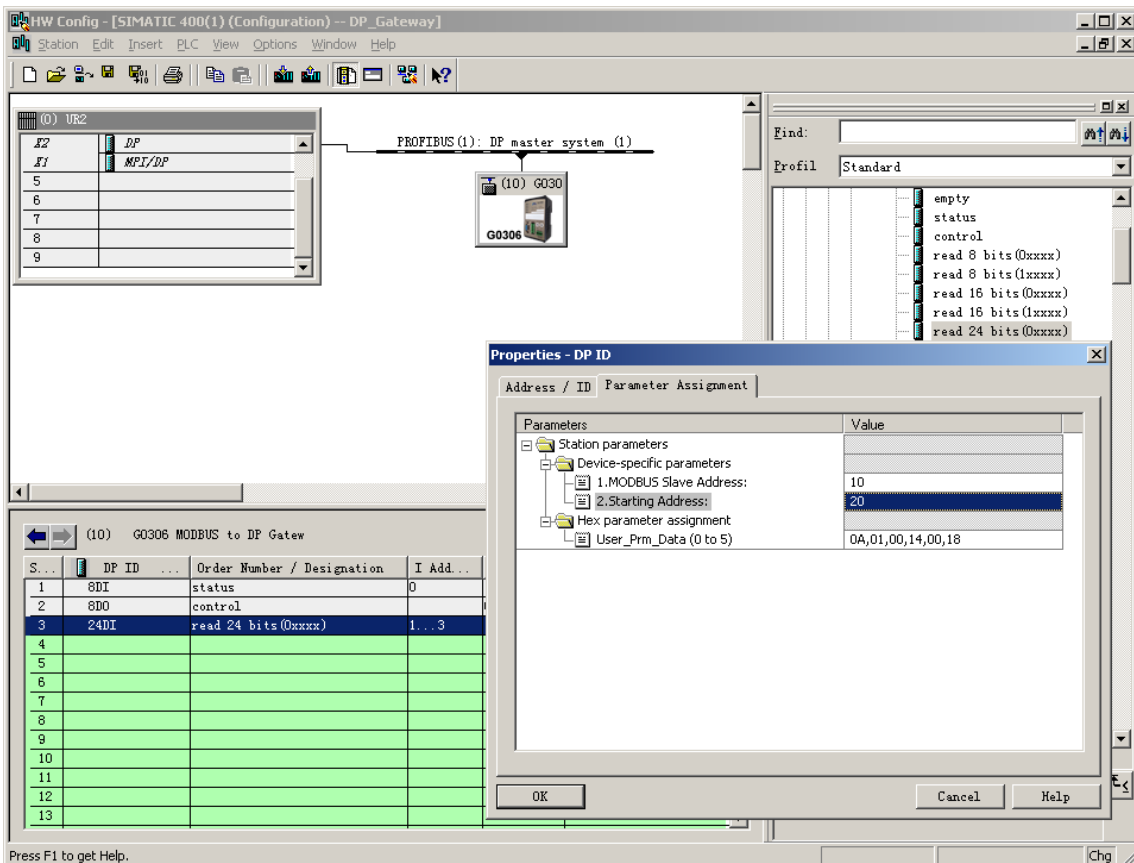 HW Config - [SIMATIC 400(1) (Configuration) -- DP_Gateway]
Station Edit Insert PLC View Options Window Help
(0) UR2
X2 DP
X1 MPI/DP
5
6
7
8
9
PROFIBUS(1): DP master system (1)
(10) G030
G0306
Find:
Profil Standard
empty
status
control
read 8 bits(0xxxx)
read 8 bits(1xxxx)
read 16 bits(0xxxx)
read 16 bits(1xxxx)
read 24 bits(0xxxx)
Properties - DP ID
Address / ID Parameter Assignment
Parameters Value
Station parameters
Device-specific parameters
1.MODBUS Slave Address: 10
2.Starting Address: 20
Hex parameter assignment
User_Prm_Data (0 to 5) 0A,01,00,14,00,18
OK Cancel Help
(10) G0306 MODBUS to DP Gatew
S... DP ID ... Order Number / Designation I Add...
1 8DI status 0
2 8DO control
3 24DI read 24 bits(0xxxx) 1...3
4
5
6
7
8
9
10
11
12
13
Press F1 to get Help. Chg